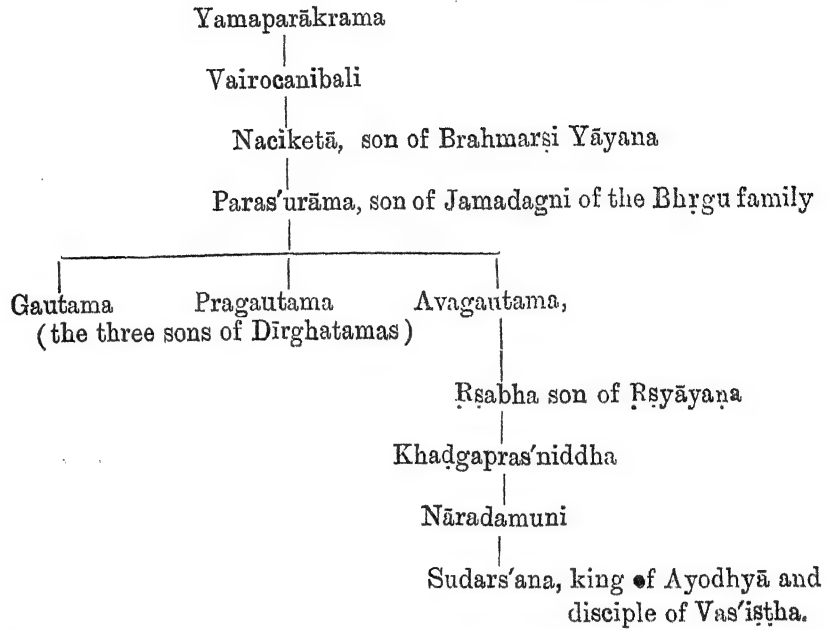 Yamaparākrama
Vairocanibali
Naciketā, son of Brahmarṣi Yāyana
Paras'urāma, son of Jamadagni of the Bhṛgu family
Gautama Pragautama Avagautama,
(the three sons of Dīrghatamas)
Ṛṣabha son of Ṛṣyāyaṇa
Khaḍgapras'niddha
Nāradamuni
Sudars'ana, king of Ayodhyā and
disciple of Vas'iṣṭha.